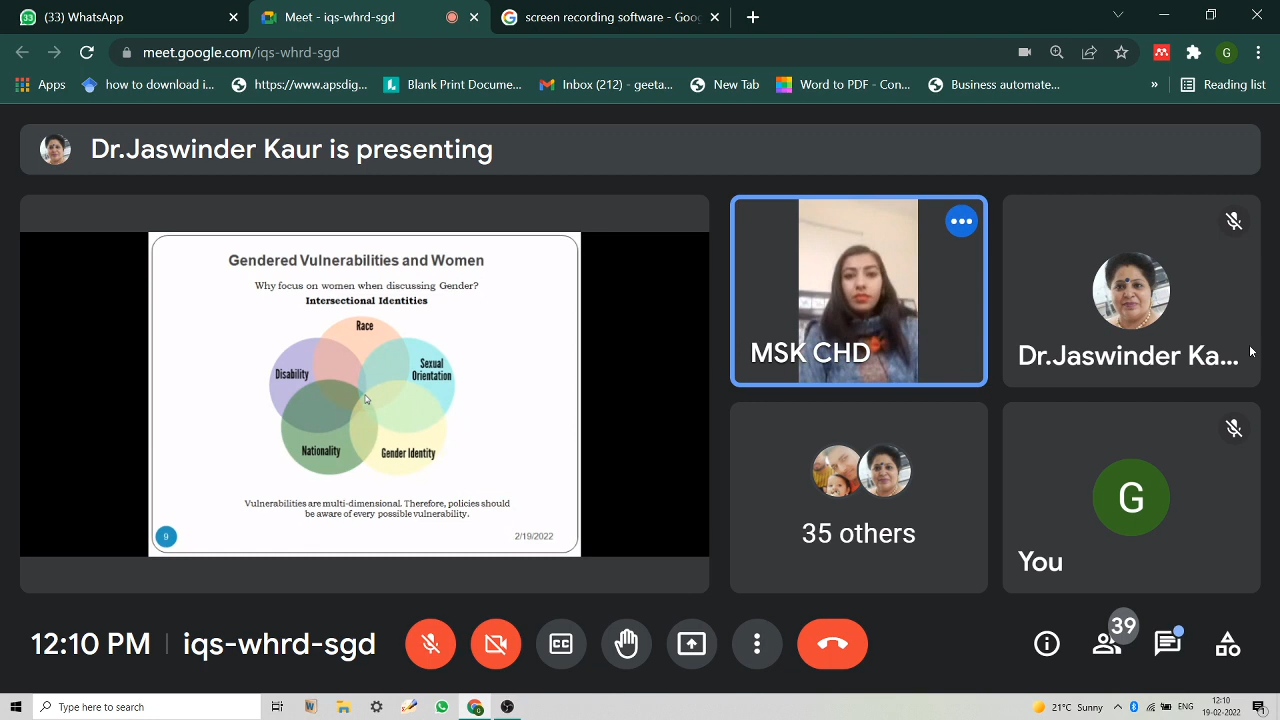 (33) WhatsApp
Meet - iqs-whrd-sgd
screen recording software - Goo
meet.google.com/iqs-whrd-sgd
G
Apps
how to download i...
https://www.apsdig...
Blank Print Docume...
Inbox (212) - geeta...
New Tab
Word to PDF - Con...
Business automate...
»
Reading list
Dr.Jaswinder Kaur is presenting
Gendered Vulnerabilities and Women
Why focus on women when discussing Gender?
Intersectional Identities
Race
Disability
Sexual
Orientation
Nationality
Gender Identity
Vulnerabilities are multi-dimensional. Therefore, policies should
be aware of every possible vulnerability.
9
2/19/2022
MSK CHD
Dr.Jaswinder Ka...
35 others
G
You
12:10 PM
iqs-whrd-sgd
CC
39
Type here to search
21°C Sunny
ENG
12:10
19-02-2022